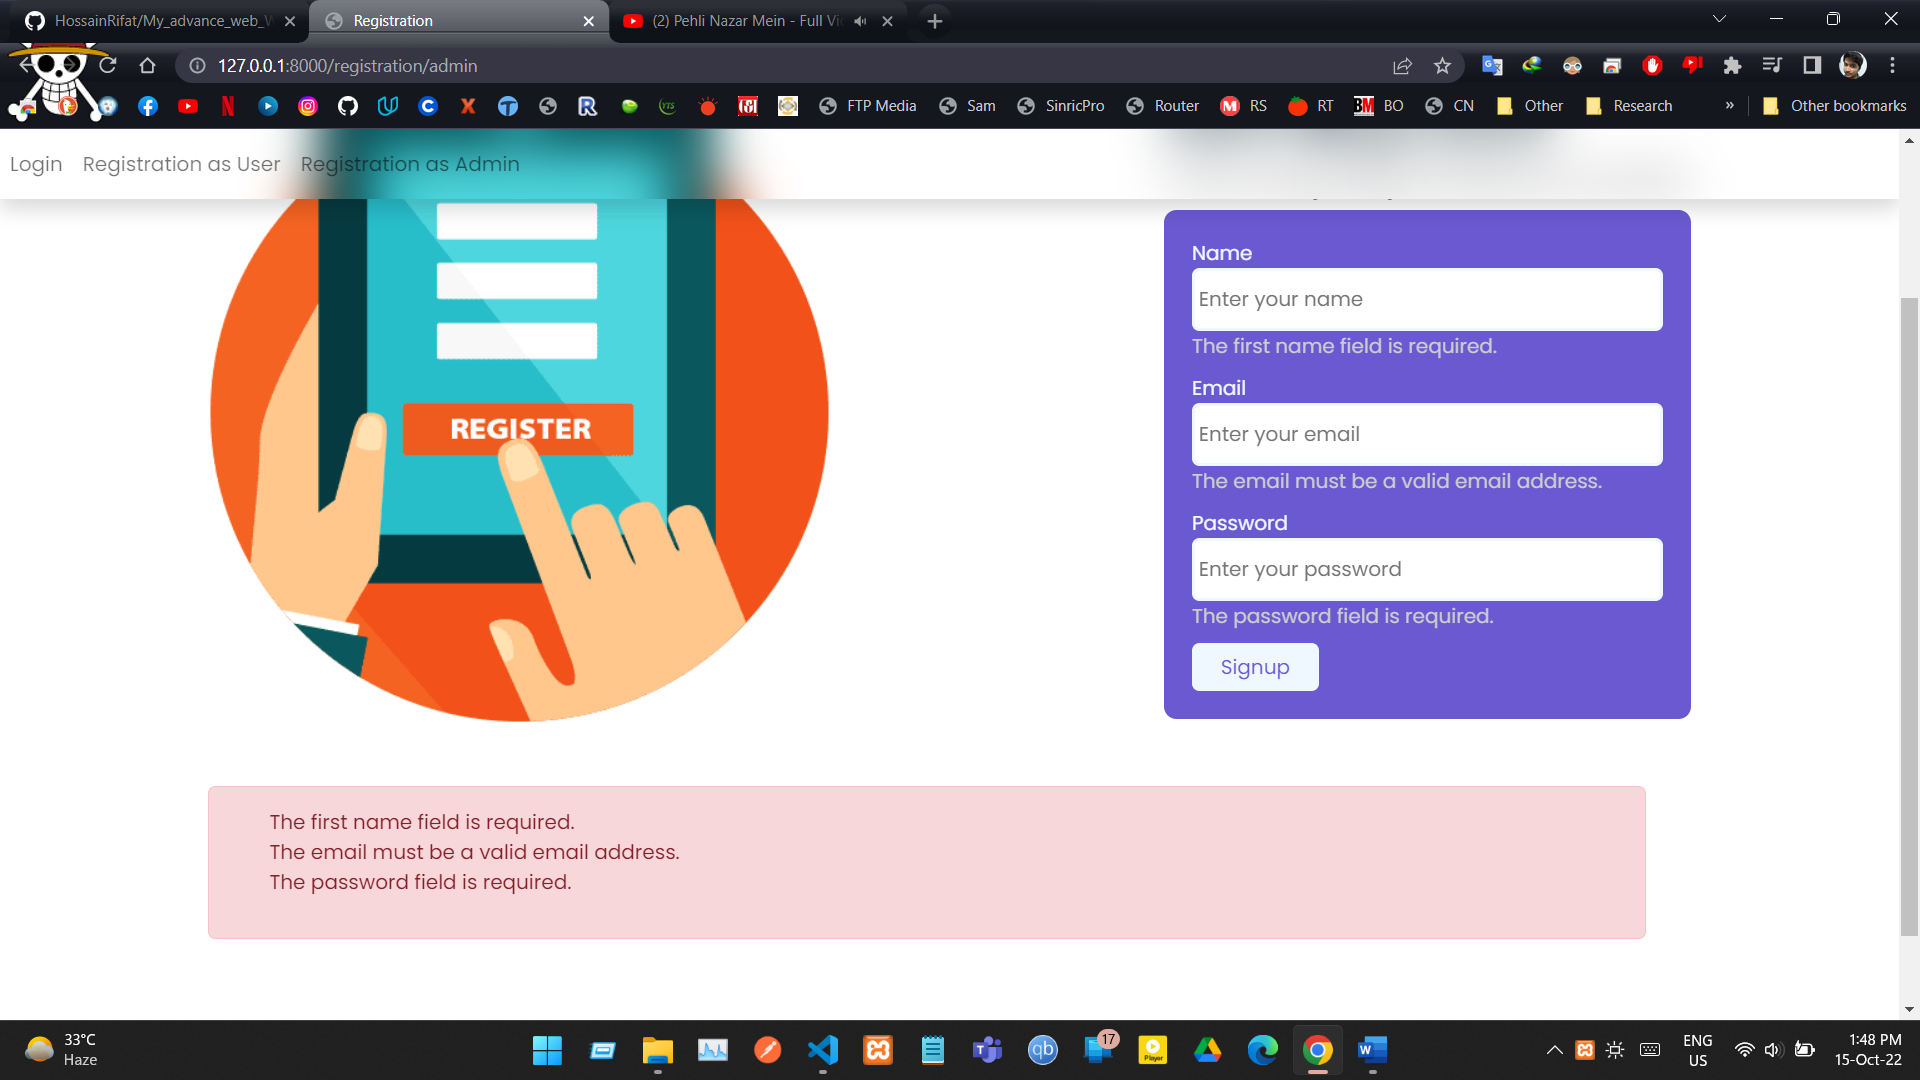 HossainRifat/My_advance_web_W
Registration
(2) Pehli Nazar Mein - Full Vi
127.0.0.1:8000/registration/admin
FTP Media
Sam
SinricPro
Router
RS
RT
BO
CN
Other
Research
»
Other bookmarks
Login
Registration as User
Registration as Admin
REGISTER
Name
Enter your name
The first name field is required.
Email
Enter your email
The email must be a valid email address.
Password
Enter your password
The password field is required.
Signup
The first name field is required.
The email must be a valid email address.
The password field is required.
33°C
Haze
17
Player
ENG
US
1:48 PM
15-Oct-22